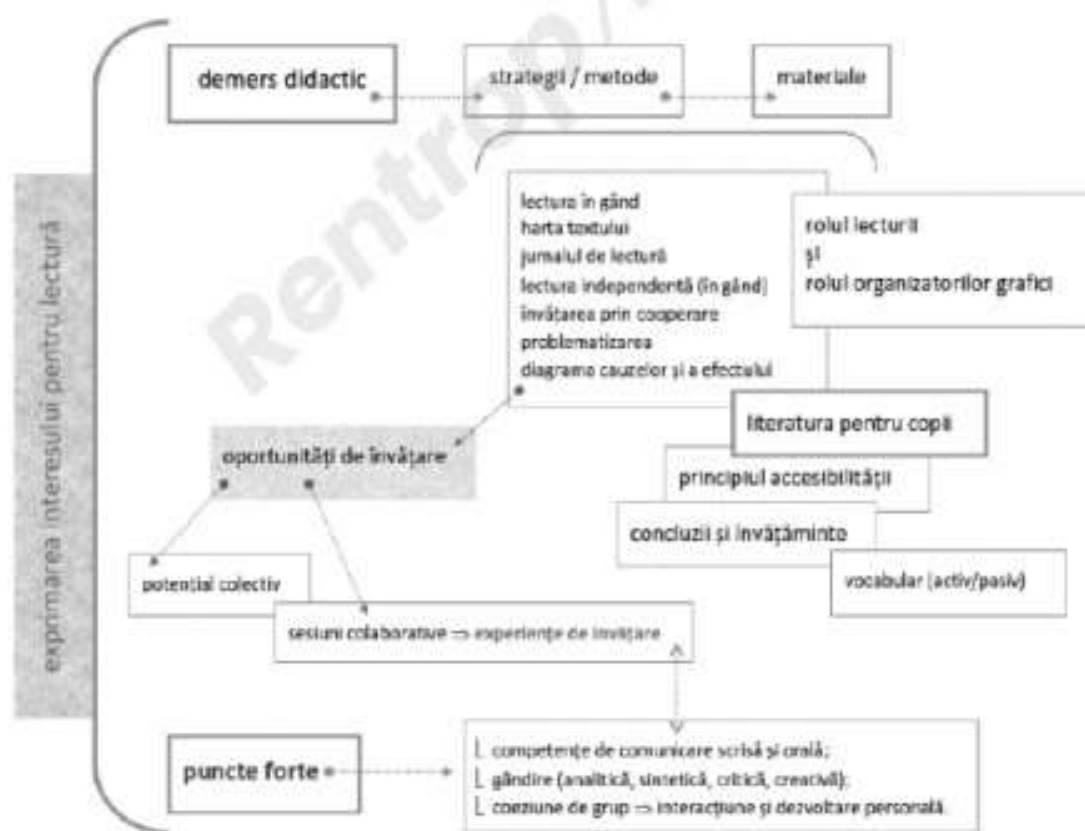 exprimarea interesului pentru lectură
demers didactic
strategii / metode
materiale
lectura în gând
harta textului
jurnalul de lectură
lectura independentă (în gând)
învățarea prin cooperare
problematizarea
diagrama cauzelor și a efectului
rolul lecturii
și
rolul organizatorilor grafici
literatura pentru copii
principiul accesibilității
concluzii și învățăminte
vocabular (activ/pasiv)
oportunități de învățare
potențial colectiv
sesiuni colaborative ⇒ experiențe de învățare
puncte forte
competențe de comunicare scrisă și orală;
gândire (analitică, sintetică, critică, creativă);
coeziune de grup ⇒ interacțiune și dezvoltare personală.
Rentrop